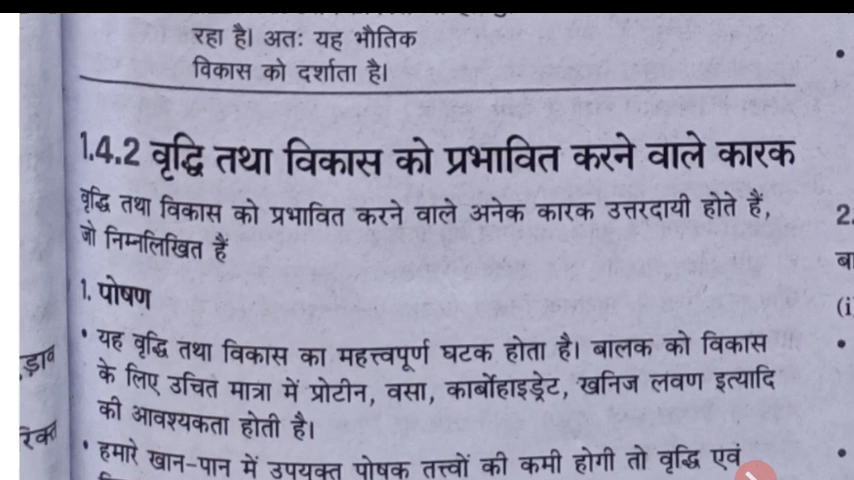 रहा है। अतः यह भौतिक
विकास को दर्शाता है।
1.4.2 वृद्धि तथा विकास को प्रभावित करने वाले कारक
वृद्धि तथा विकास को प्रभावित करने वाले अनेक कारक उत्तरदायी होते हैं,
जो निम्नलिखित हैं
1. पोषण
• यह वृद्धि तथा विकास का महत्त्वपूर्ण घटक होता है। बालक को विकास
के लिए उचित मात्रा में प्रोटीन, वसा, कार्बोहाइड्रेट, खनिज लवण इत्यादि
की आवश्यकता होती है।
• हमारे खान-पान में उपयुक्त पोषक तत्त्वों की कमी होगी तो वृद्धि एवं
2.
(i